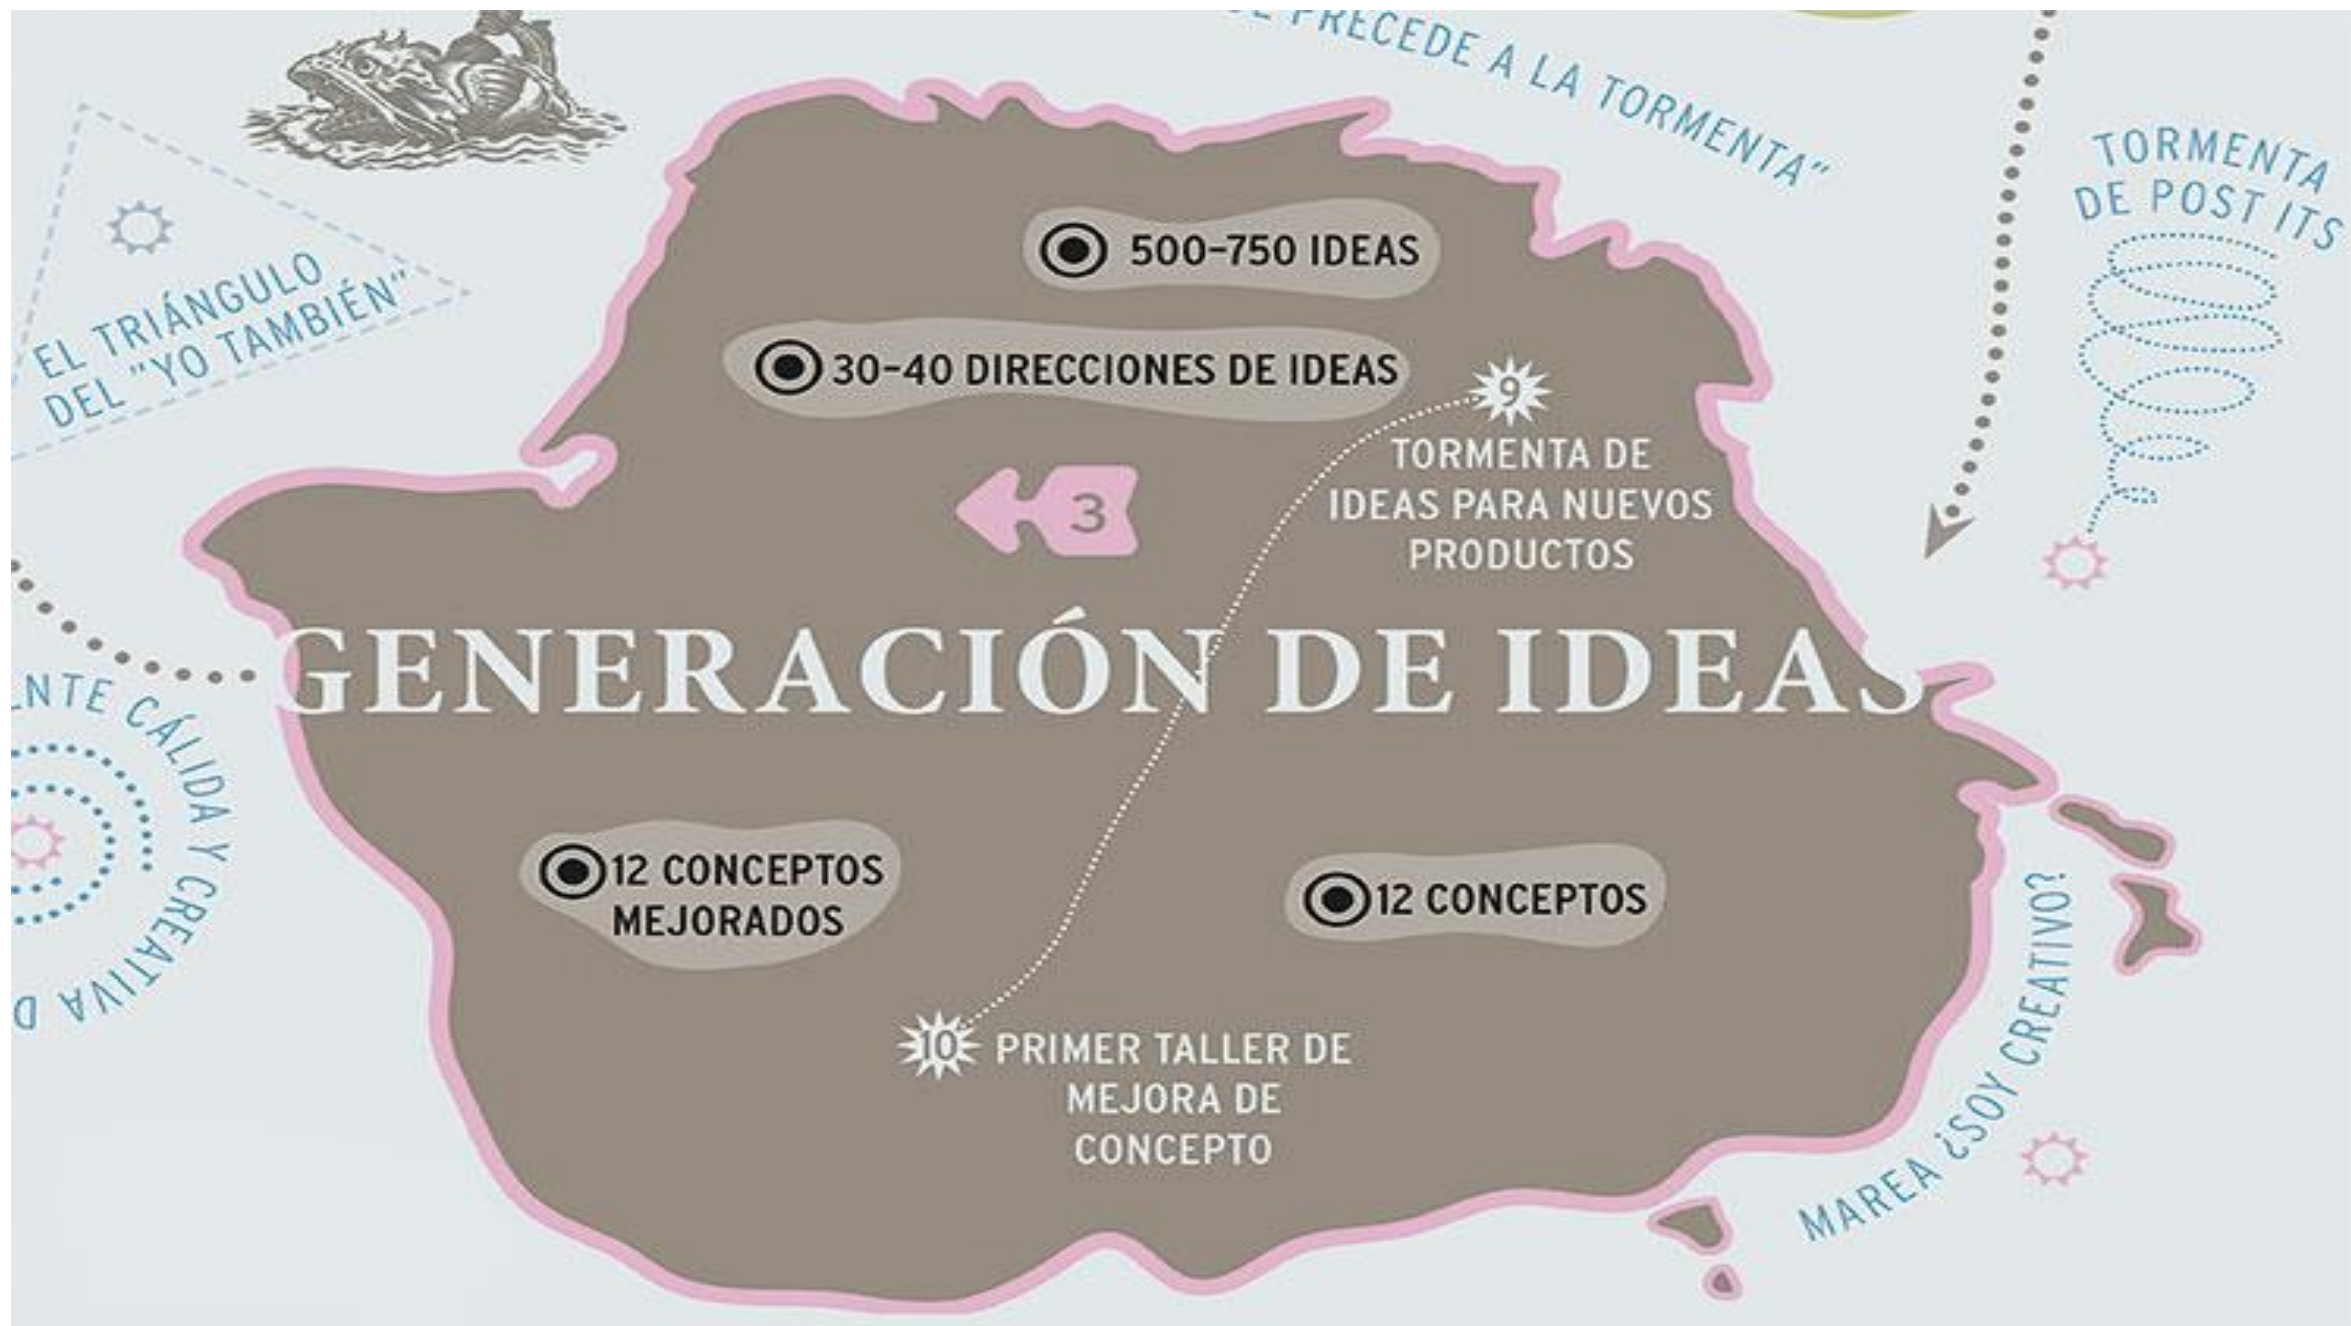 PRECEDE A LA TORMENTA"
TORMENTA
DE POST ITS
EL TRIÁNGULO
DEL "YO TAMBIÉN"
500-750 IDEAS
30-40 DIRECCIONES DE IDEAS
9
TORMENTA DE
IDEAS PARA NUEVOS
PRODUCTOS
3
GENERACIÓN DE IDEAS
CÁLIDA Y CREATIVA
12 CONCEPTOS
MEJORADOS
12 CONCEPTOS
10 PRIMER TALLER DE
MEJORA DE
CONCEPTO
MAREA ¿SOY CREATIVO?